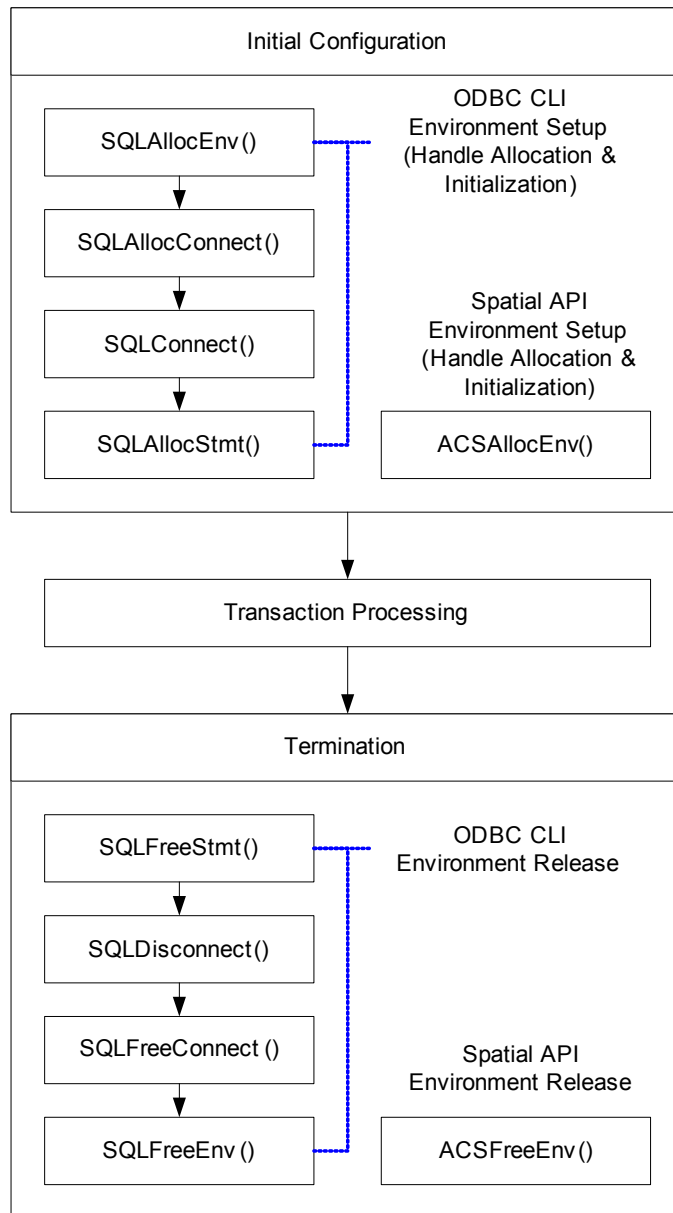 Initial Configuration
SQLAllocEnv()
ODBC CLI
Environment Setup
(Handle Allocation &
Initialization)
SQLAllocConnect()
SQLConnect()
Spatial API
Environment Setup
(Handle Allocation &
Initialization)
SQLAllocStmt()
ACSAllocEnv()
Transaction Processing
Termination
SQLFreeStmt()
ODBC CLI
Environment Release
SQLDisconnect()
SQLFreeConnect ()
Spatial API
Environment Release
SQLFreeEnv()
ACSFreeEnv()